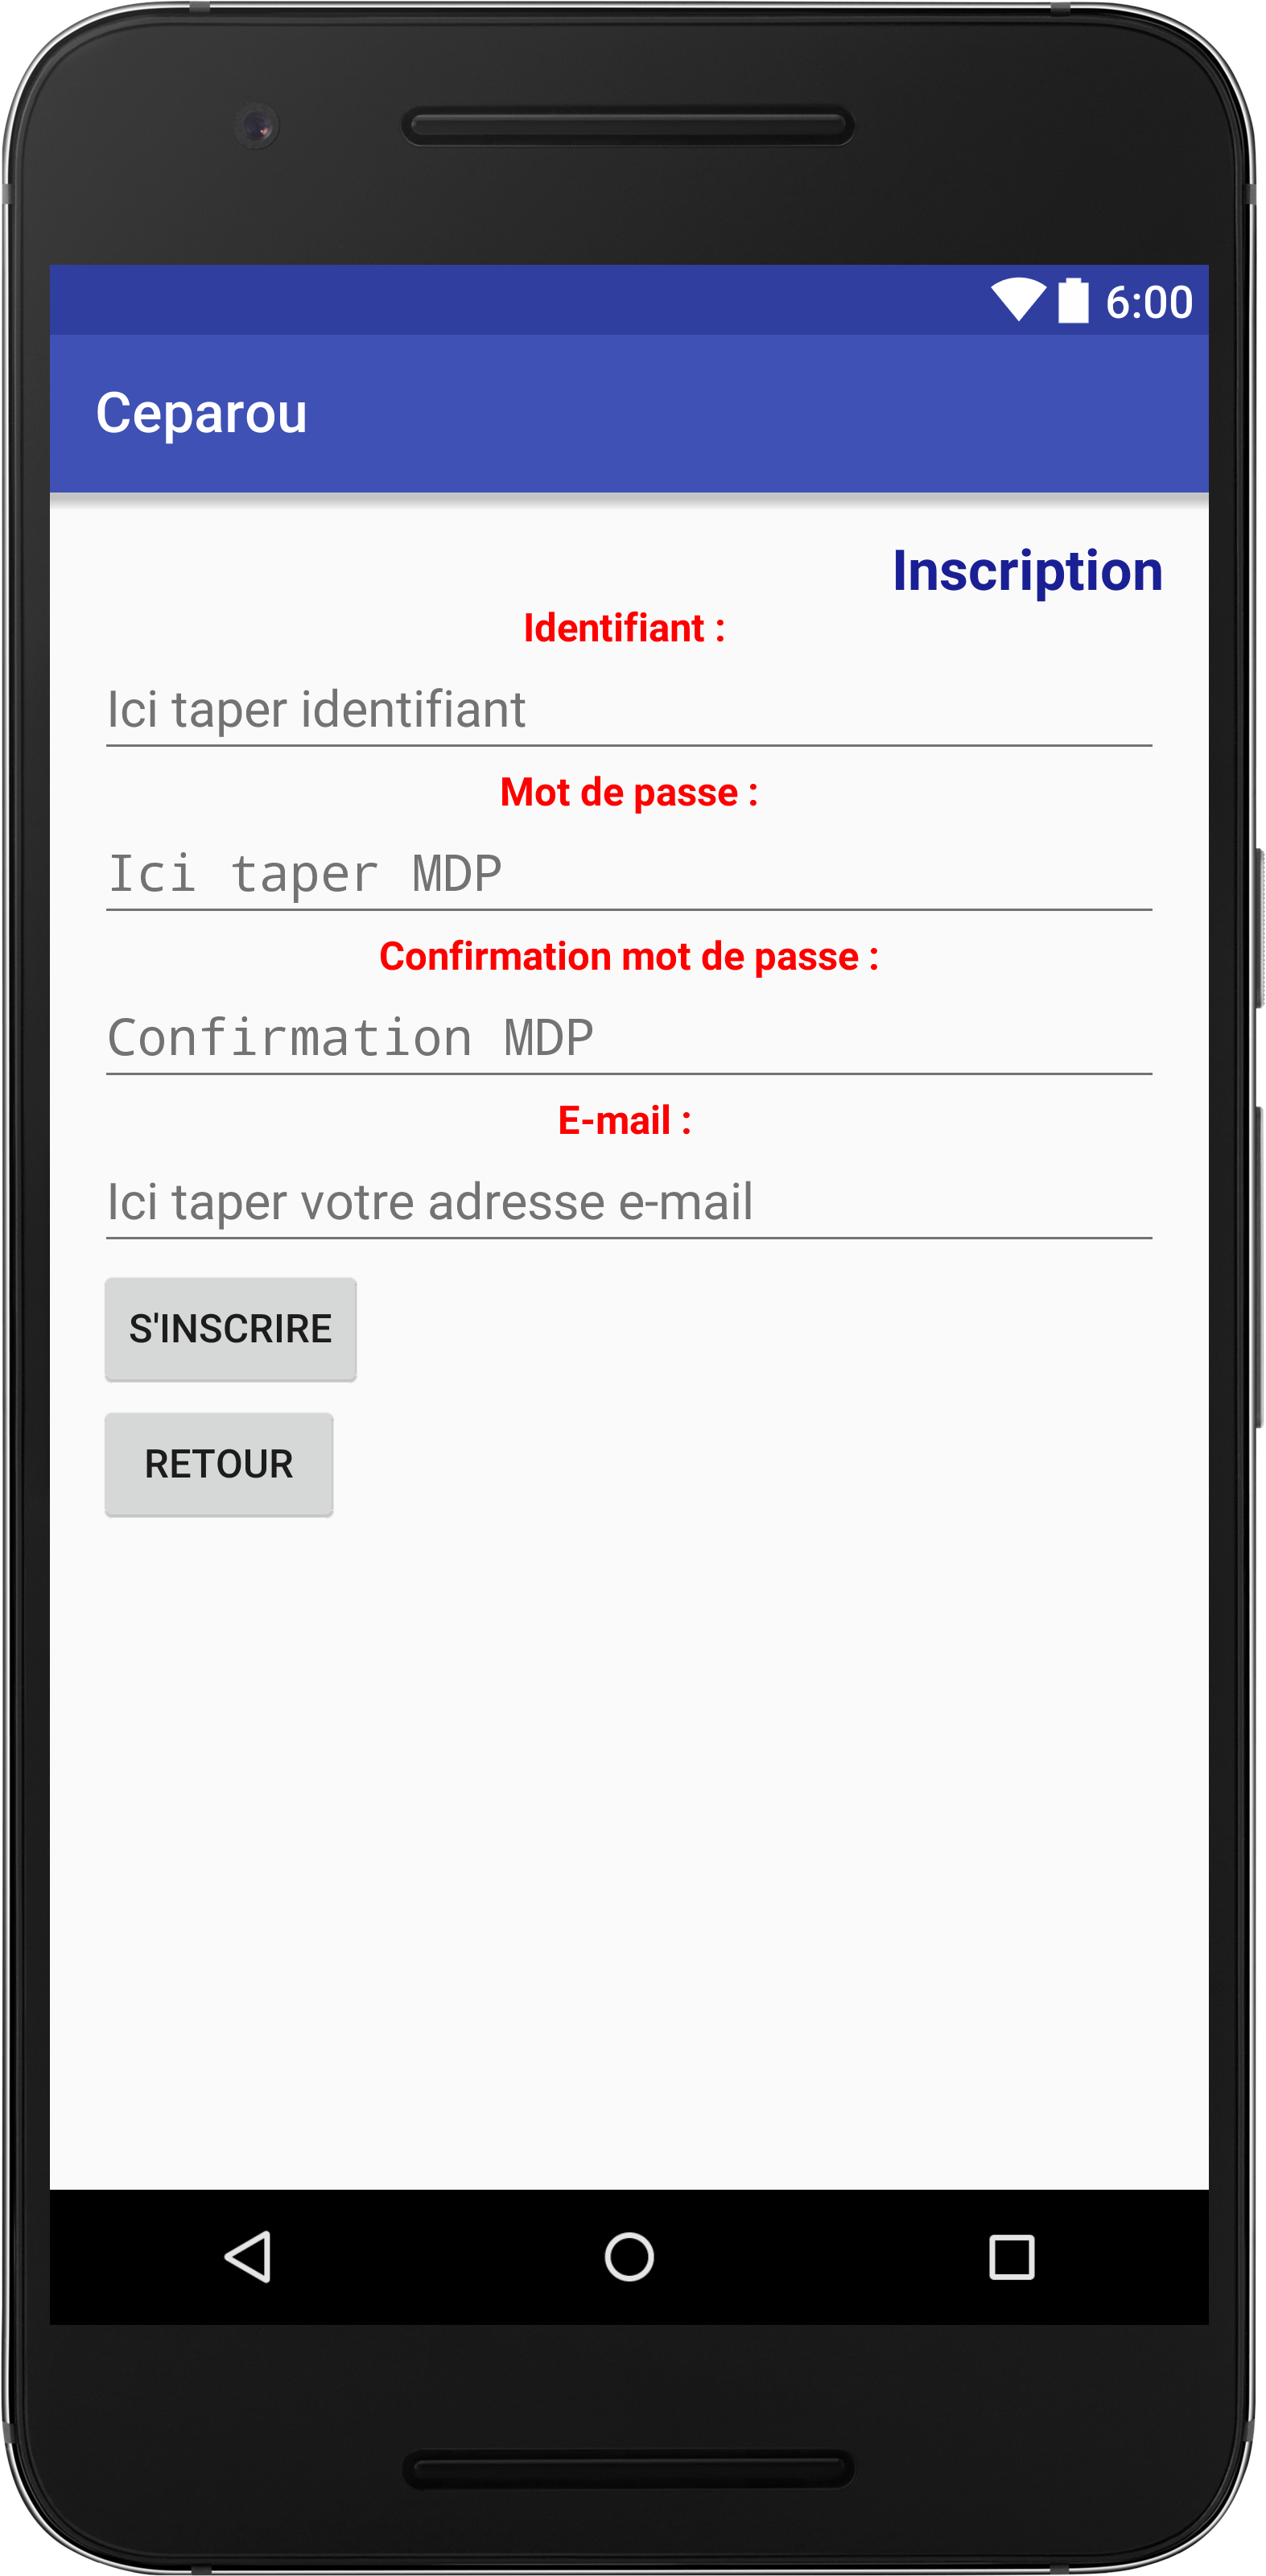 6:00
Ceparou
Inscription
Identifiant :
Ici taper identifiant
Mot de passe :
Ici taper MDP
Confirmation mot de passe :
Confirmation MDP
E-mail :
Ici taper votre adresse e-mail
S'INSCRIRE
RETOUR